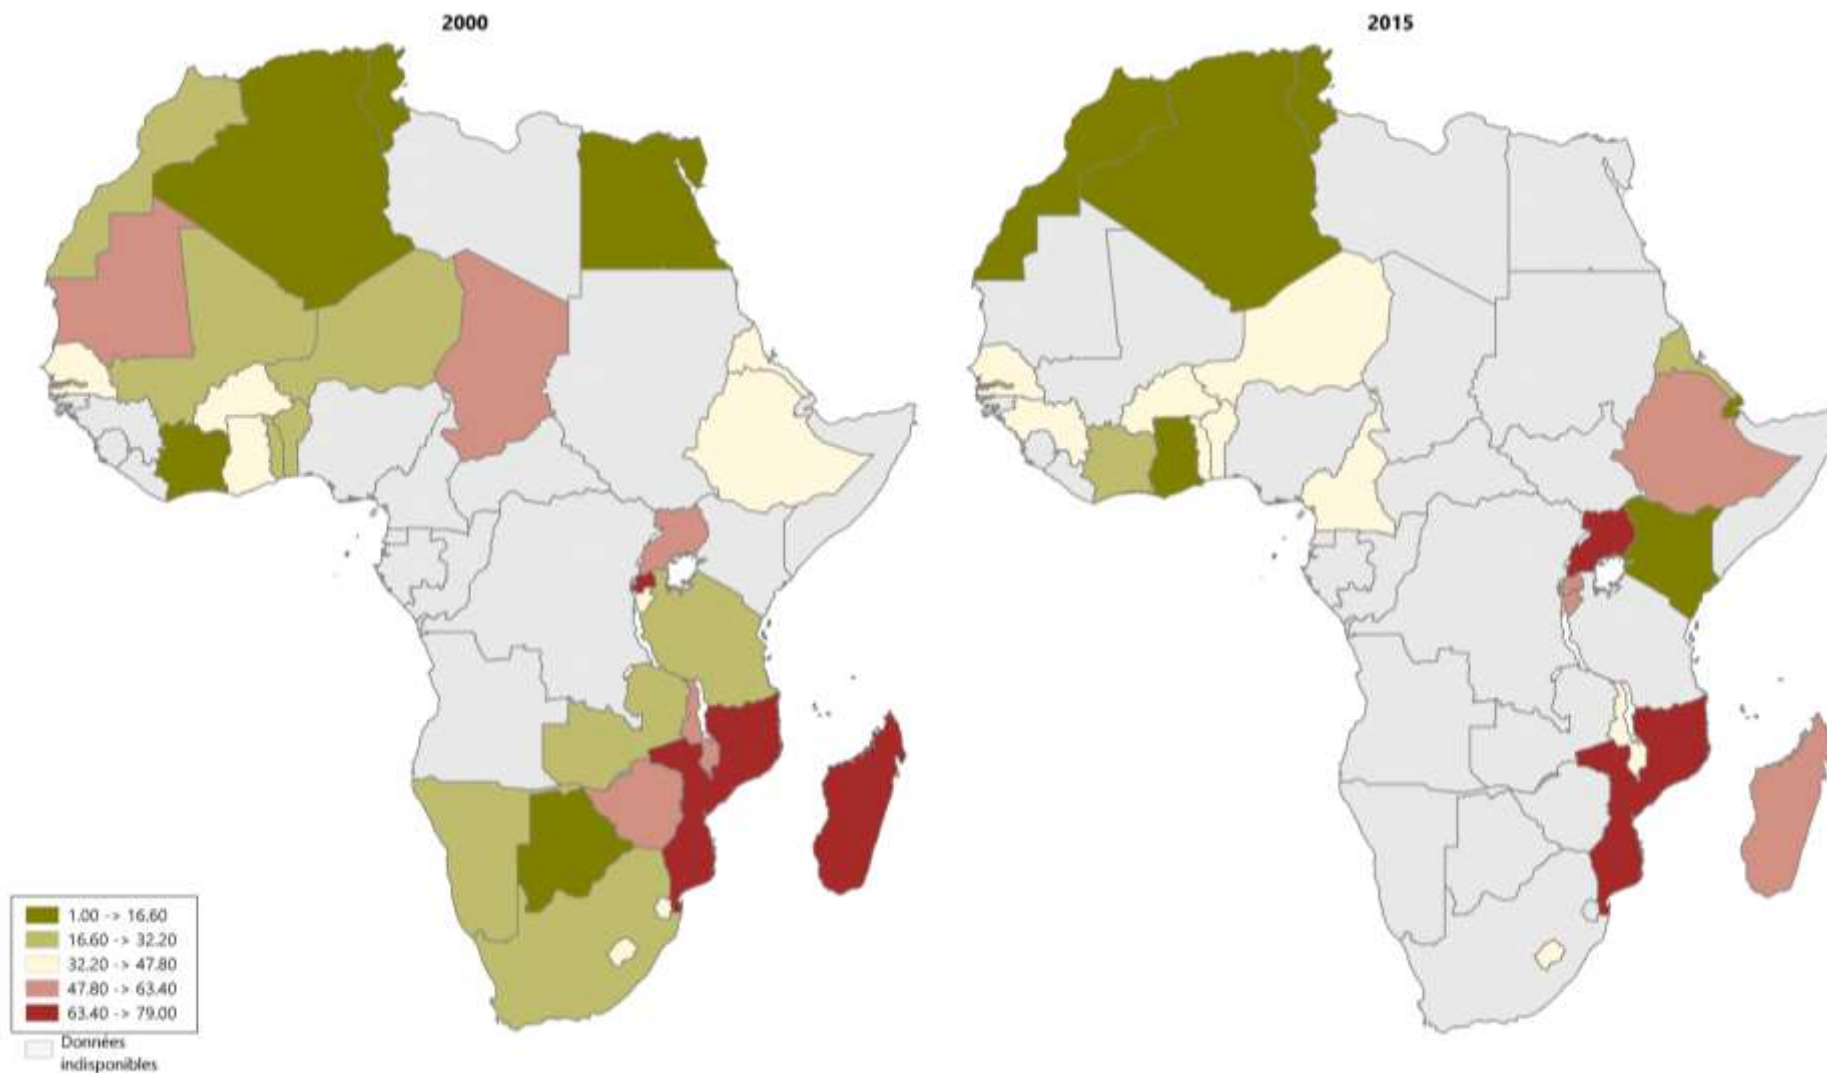 2000
2015
1.00 -> 16.60
16.60 -> 32.20
32.20 -> 47.80
47.80 -> 63.40
63.40 -> 79.00
Données
indisponibles